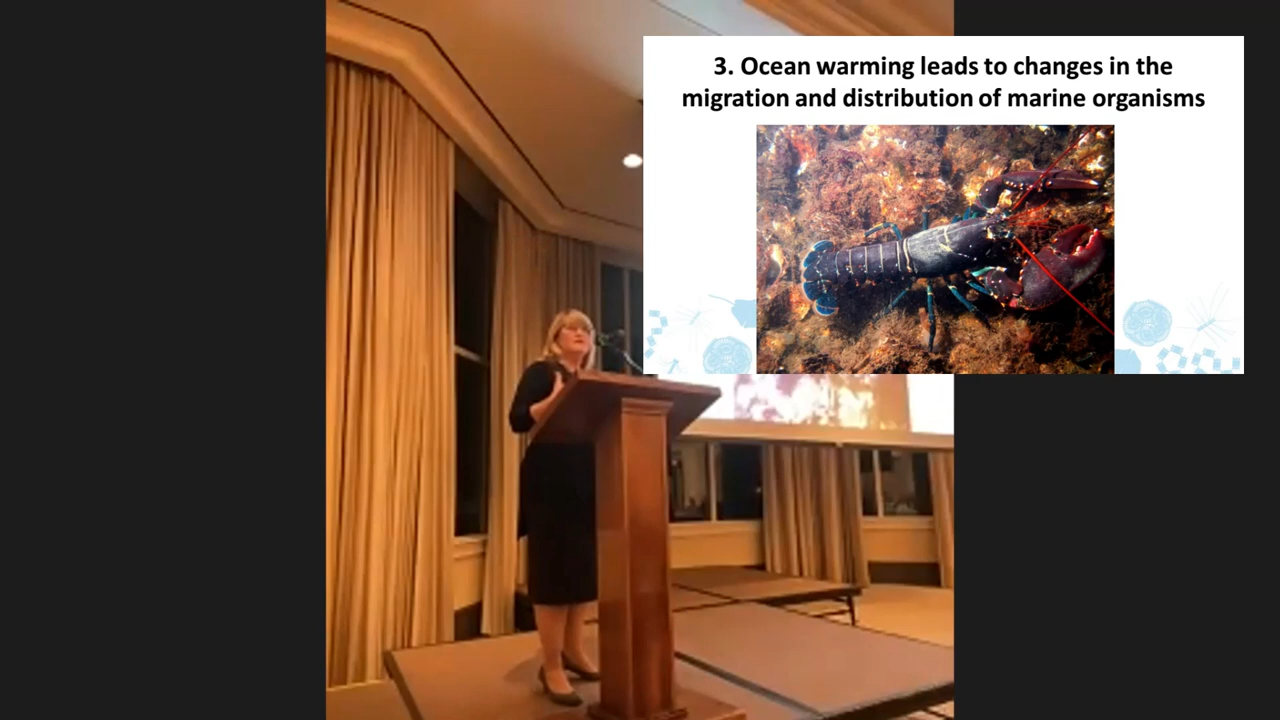 3. Ocean warming leads to changes in the
migration and distribution of marine organisms